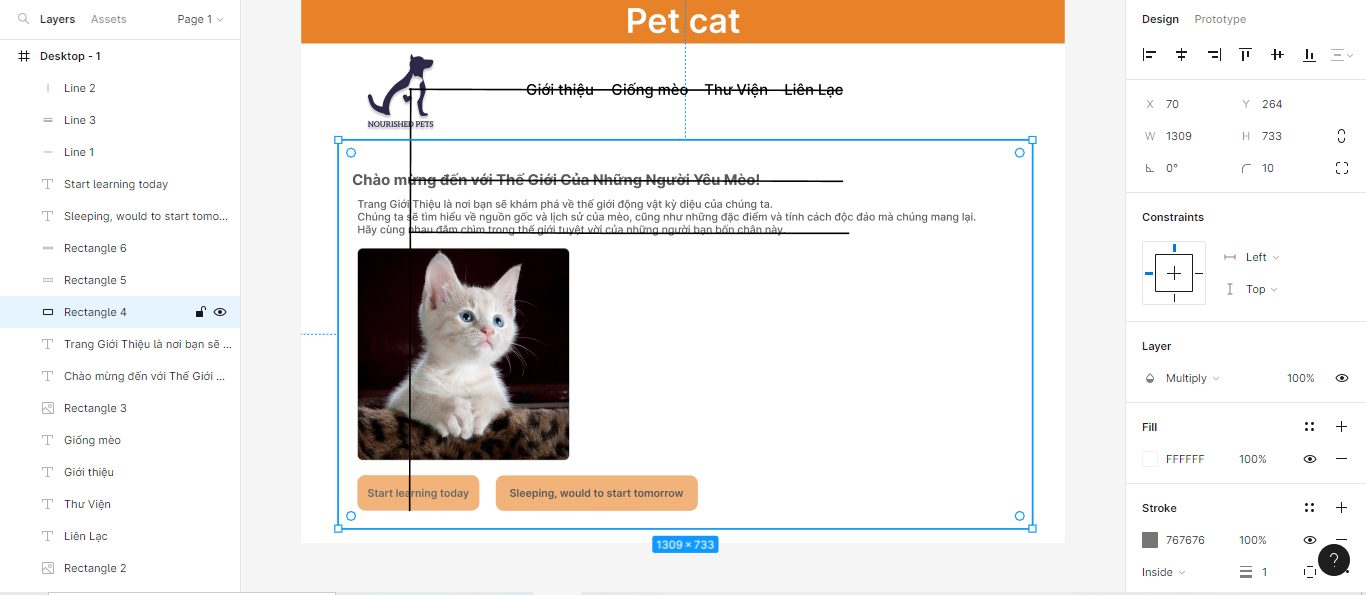 Layers Assets Page 1
Desktop - 1
Line 2
Line 3
Line 1
Start learning today
Sleeping, would to start tomo...
Rectangle 6
Rectangle 5
Rectangle 4
Trang Giới Thiệu là nơi bạn sẽ ...
Chào mừng đến với Thế Giới ...
Rectangle 3
Giống mèo
Giới thiệu
Thư Viện
Liên Lạc
Rectangle 2
Pet cat
NOURISHED PETS
Giới thiệu Giống mèo Thư Viện Liên Lạc
Chào mừng đến với Thế Giới Của Những Người Yêu Mèo!
Trang Giới Thiệu là nơi bạn sẽ khám phá về thế giới động vật kỳ diệu của chúng ta.
Chúng ta sẽ tìm hiểu về nguồn gốc và lịch sử của mèo, cũng như những đặc điểm và tính cách độc đáo mà chúng mang lại.
Hãy cùng nhau đắm chìm trong thế giới tuyệt vời của những người bạn bốn chân này.
Start learning today
Sleeping, would to start tomorrow
1309 × 733
Design Prototype
X 70 Y 264
W 1309 H 733
0° 10
Constraints
Left
Top
Layer
Multiply 100%
Fill
FFFFFF 100%
Stroke
767676 100%
Inside 1
?